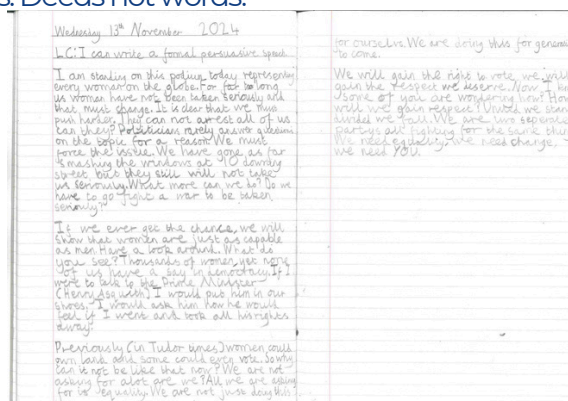 s. Deeds not words.
Wednesday 13th November 2024
LC: I can write a formal persuasive speech
I am standing on this podium today representing
every woman on the globe. For far too long
us woman have not been taken seriously and
that must change. It is clear that we must
push harder. They can not arrest all of us
can they? Politicians rarely answer questions
on the topic for a reason. We must
force the issue. We have gone as far
smashing the windows at 10 downing
street but they still will not take
us seriously. What more can we do? Do we
have to go fight a war to be taken
seriously?
If we ever get the chance, we will
show that women are just as capable
as men. Have a look around. What do
you see? Thousands of women yet none
of us have a say in democracy. If I
were to talk to the Prime Minister
(Henry Asquith) I would put him in our
shoes. I would ask him how he would
feel if I went and took all his rights
away.
Previously (in Tudor times) women could
own land and some could even vote. So why
can is not be like that now? We are not
asking for alot are we? All we are asking
for is equality. We are not just doing this
for ourselves. We are doing this for generati
to come.
We will gain the right to vote, we will
gain the respect we deserve. Now, I kn
some of you are wondering how? How
will we gain respect? United we stan
divided we fall. We are two seperate
partys all fighting for the same thin
We need equality, we need change,
we need YOU.